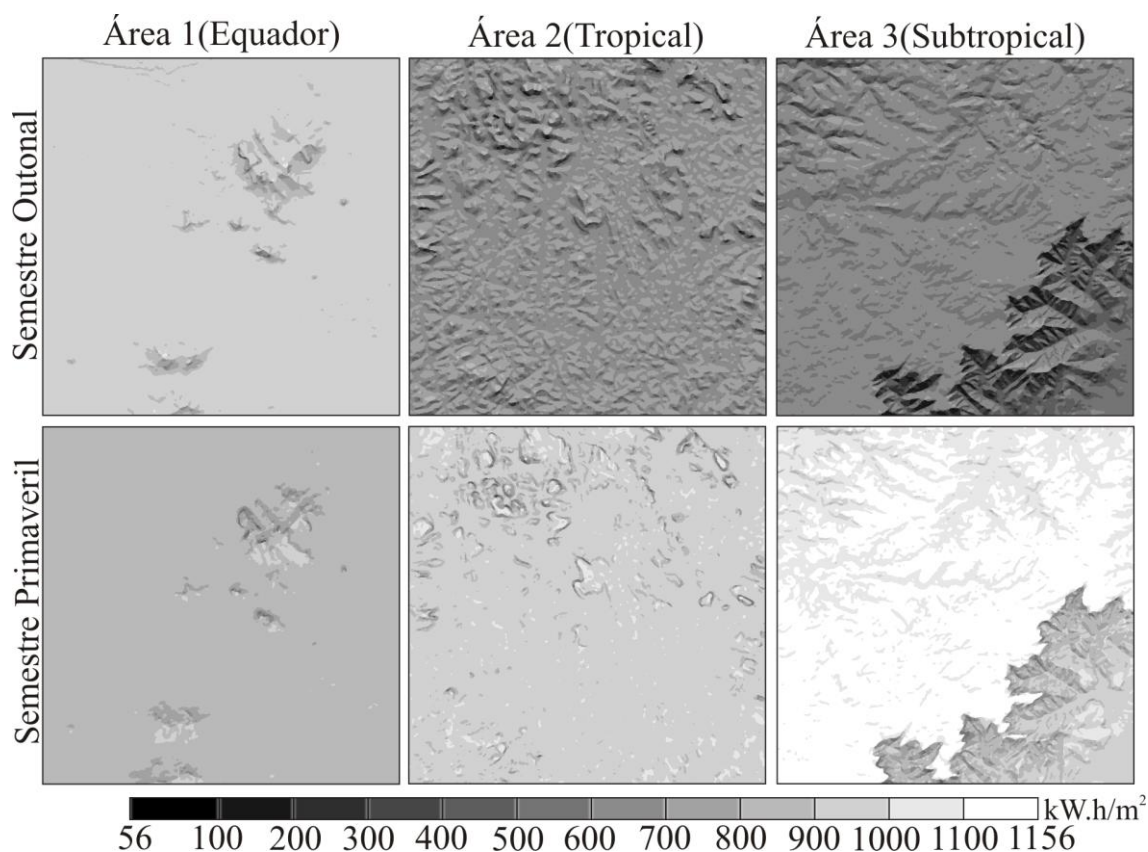 Área 1(Equador) Área 2(Tropical) Área 3(Subtropical)
Semestre Outonal
Semestre Primaveril
kW.h/m²
56 100 200 300 400 500 600 700 800 900 1000 1100 1156